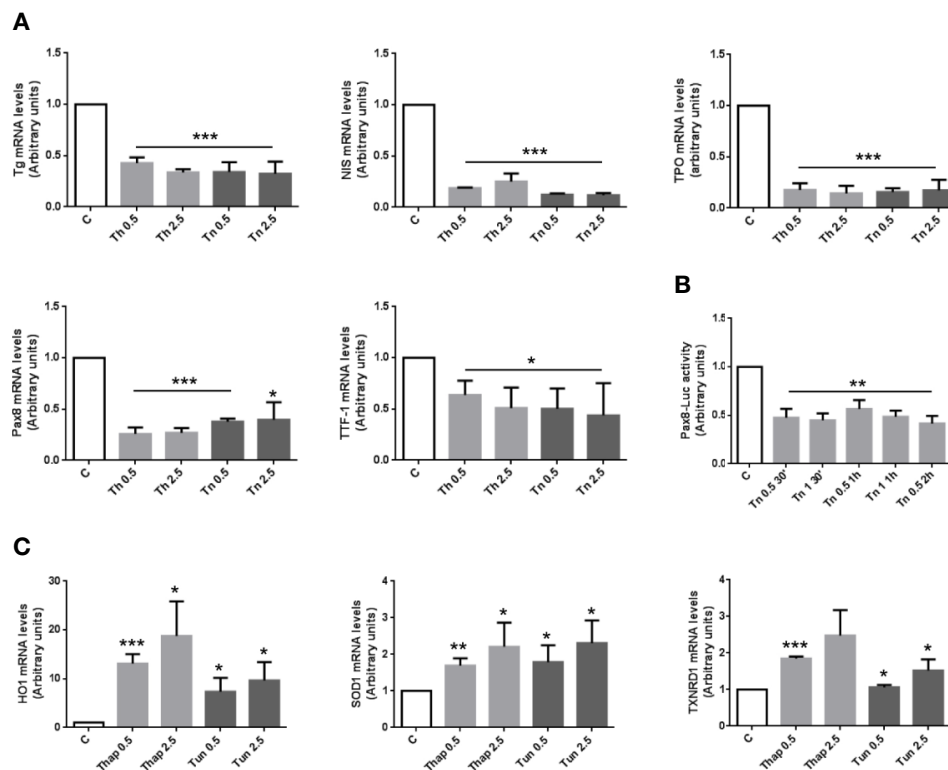 A
Tg mRNA levels
(Arbitrary units)
1.5
1.0
0.5
0.0
***
C
Th 0.5
Th 2.5
Tn 0.5
Tn 2.5
NIS mRNA levels
(Arbitrary units)
1.5
1.0
0.5
0.0
***
C
Th 0.5
Th 2.5
Tn 0.5
Tn 2.5
TPO mRNA levels
(arbitrary units)
1.5
1.0
0.5
0.0
***
C
Th 0.5
Th 2.5
Tn 0.5
Tn 2.5
Pax8 mRNA levels
(Arbitrary units)
1.5
1.0
0.5
0.0
***
*
C
Th 0.5
Th 2.5
Tn 0.5
Tn 2.5
TTF-1 mRNA levels
(Arbitrary units)
1.5
1.0
0.5
0.0
*
C
Th 0.5
Th 2.5
Tn 0.5
Tn 2.5
B
Pax8-Luc activity
(Arbitrary units)
1.5
1.0
0.5
0.0
**
C
Tn 0.5 30'
Tn 1 30'
Tn 0.5 1h
Tn 1 1h
Tn 0.5 2h
C
HO1 mRNA levels
(Arbitrary units)
30
20
10
0
***
*
*
*
C
Thap 0.5
Thap 2.5
Tun 0.5
Tun 2.5
SOD1 mRNA levels
(Arbitrary units)
4
3
2
1
0
**
*
*
*
C
Thap 0.5
Thap 2.5
Tun 0.5
Tun 2.5
TXNRD1 mRNA levels
(Arbitrary units)
4
3
2
1
0
***
*
*
C
Thap 0.5
Thap 2.5
Tun 0.5
Tun 2.5